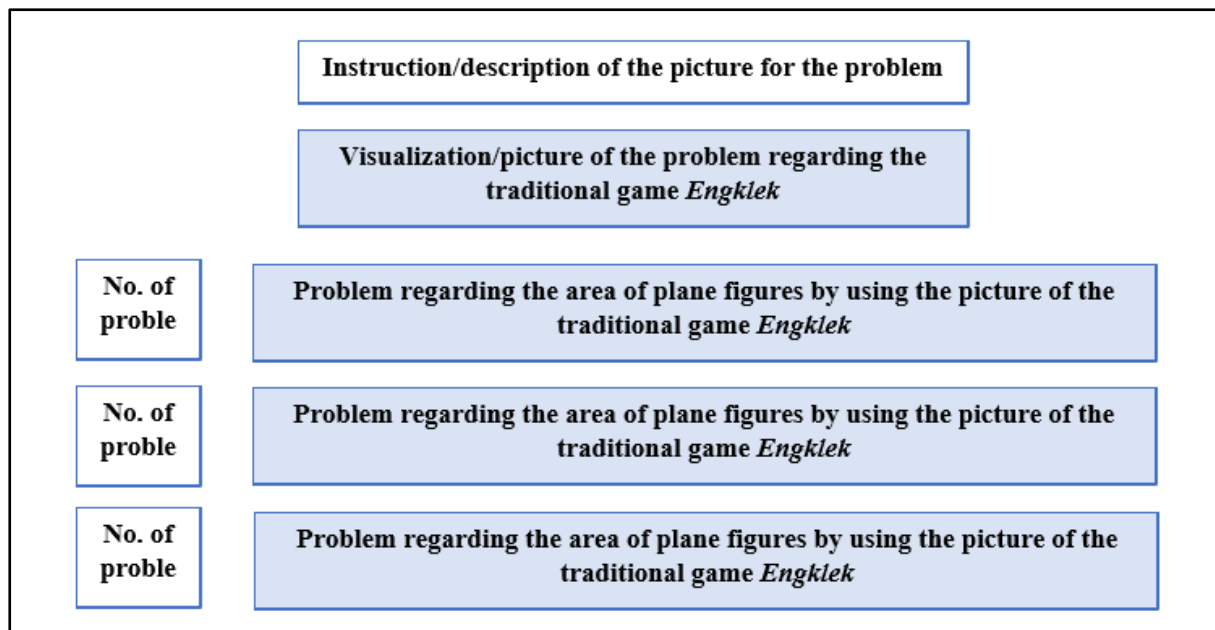 Instruction/description of the picture for the problem
Visualization/picture of the problem regarding the
traditional game Engklek
No. of
proble
Problem regarding the area of plane figures by using the picture of the
traditional game Engklek
No. of
proble
Problem regarding the area of plane figures by using the picture of the
traditional game Engklek
No. of
proble
Problem regarding the area of plane figures by using the picture of the
traditional game Engklek